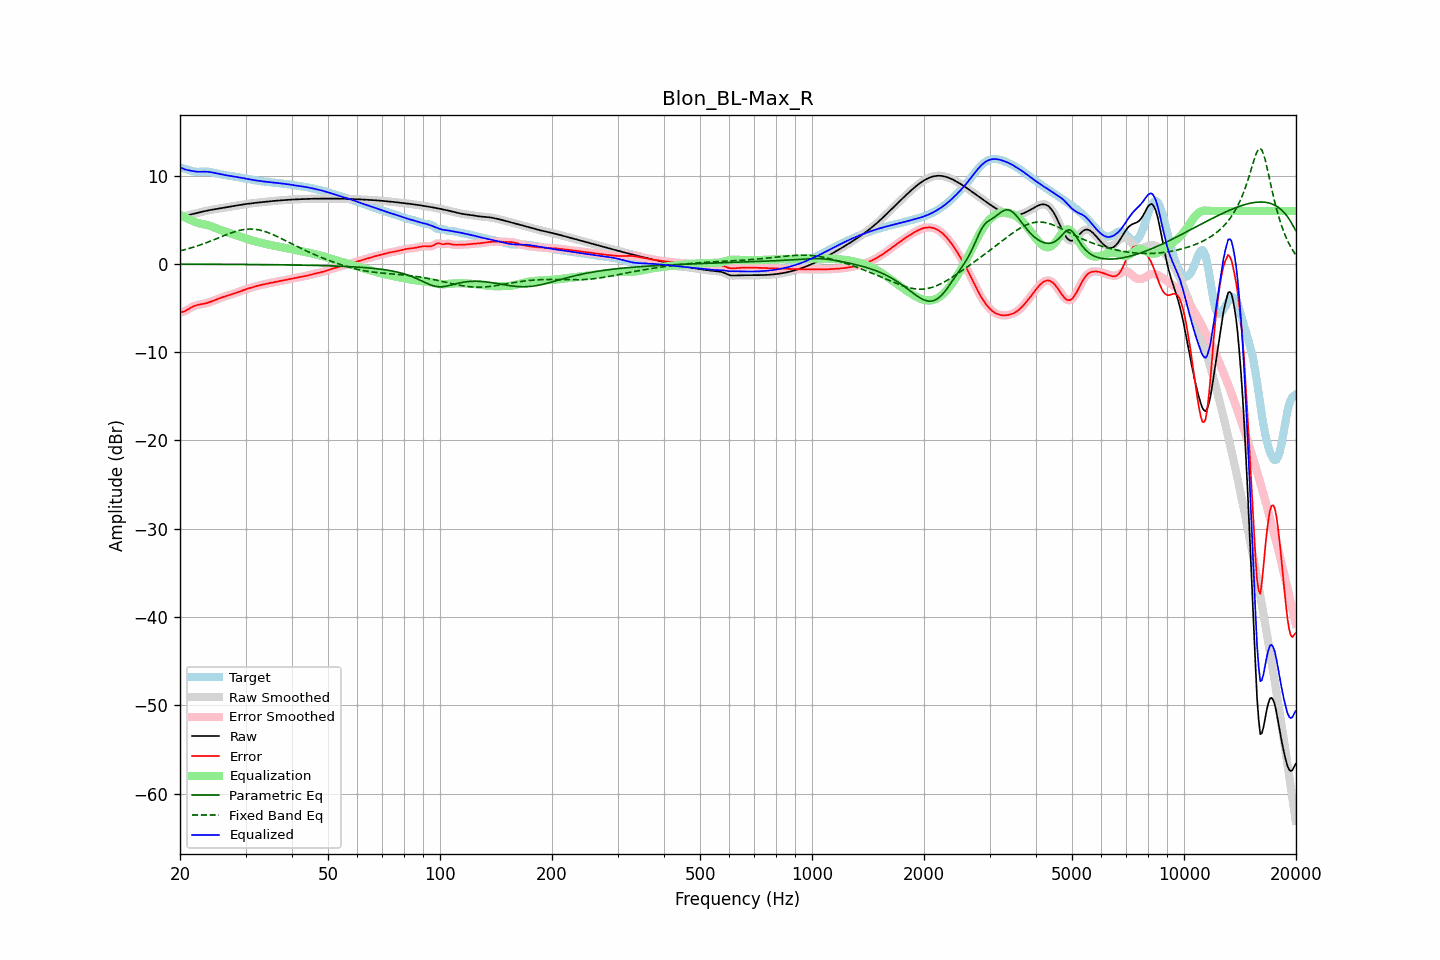 Blon_BL-Max_R
Amplitude (dBr)
10
0
−10
−20
−30
−40
−50
−60
Target
Raw Smoothed
Error Smoothed
Raw
Error
Equalization
Parametric Eq
Fixed Band Eq
Equalized
20 50 100 200 500 1000 2000 5000 10000 20000
Frequency (Hz)